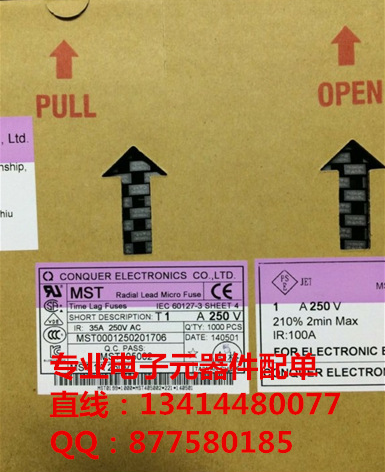 PULL
OPEN
, Ltd.
nship,
hiu
CONQUER ELECTRONICS CO.,LTD.
MST Radial Lead Micro Fuse
Time Lag Fuses IEC 60127-3 SHEET 4
SHORT DESCRIPTION: T 1 A 250 V
IR: 35A 250V AC Q'TY: 1000 PCS
MST0001250201706 DATE: 140501
Q.C. PASS
JET
1 A 250 V
210% 2min Max
IR:100A
FOR ELECTRONIC E
CONQUER ELECTRON
专业电子元器件配单
直线：13414480077
QQ：877580185